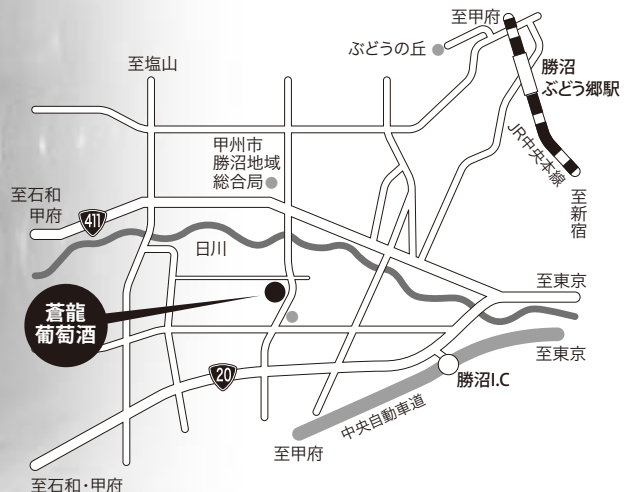 至甲府
ぶどうの丘
勝沼
ぶどう郷駅
至塩山
JR中央本線
甲州市
勝沼地域
総合局
至石和
甲府
411
至新宿
日川
至東京
蒼龍
葡萄酒
至東京
20
勝沼I.C
中央自動車道
至甲府
至石和・甲府